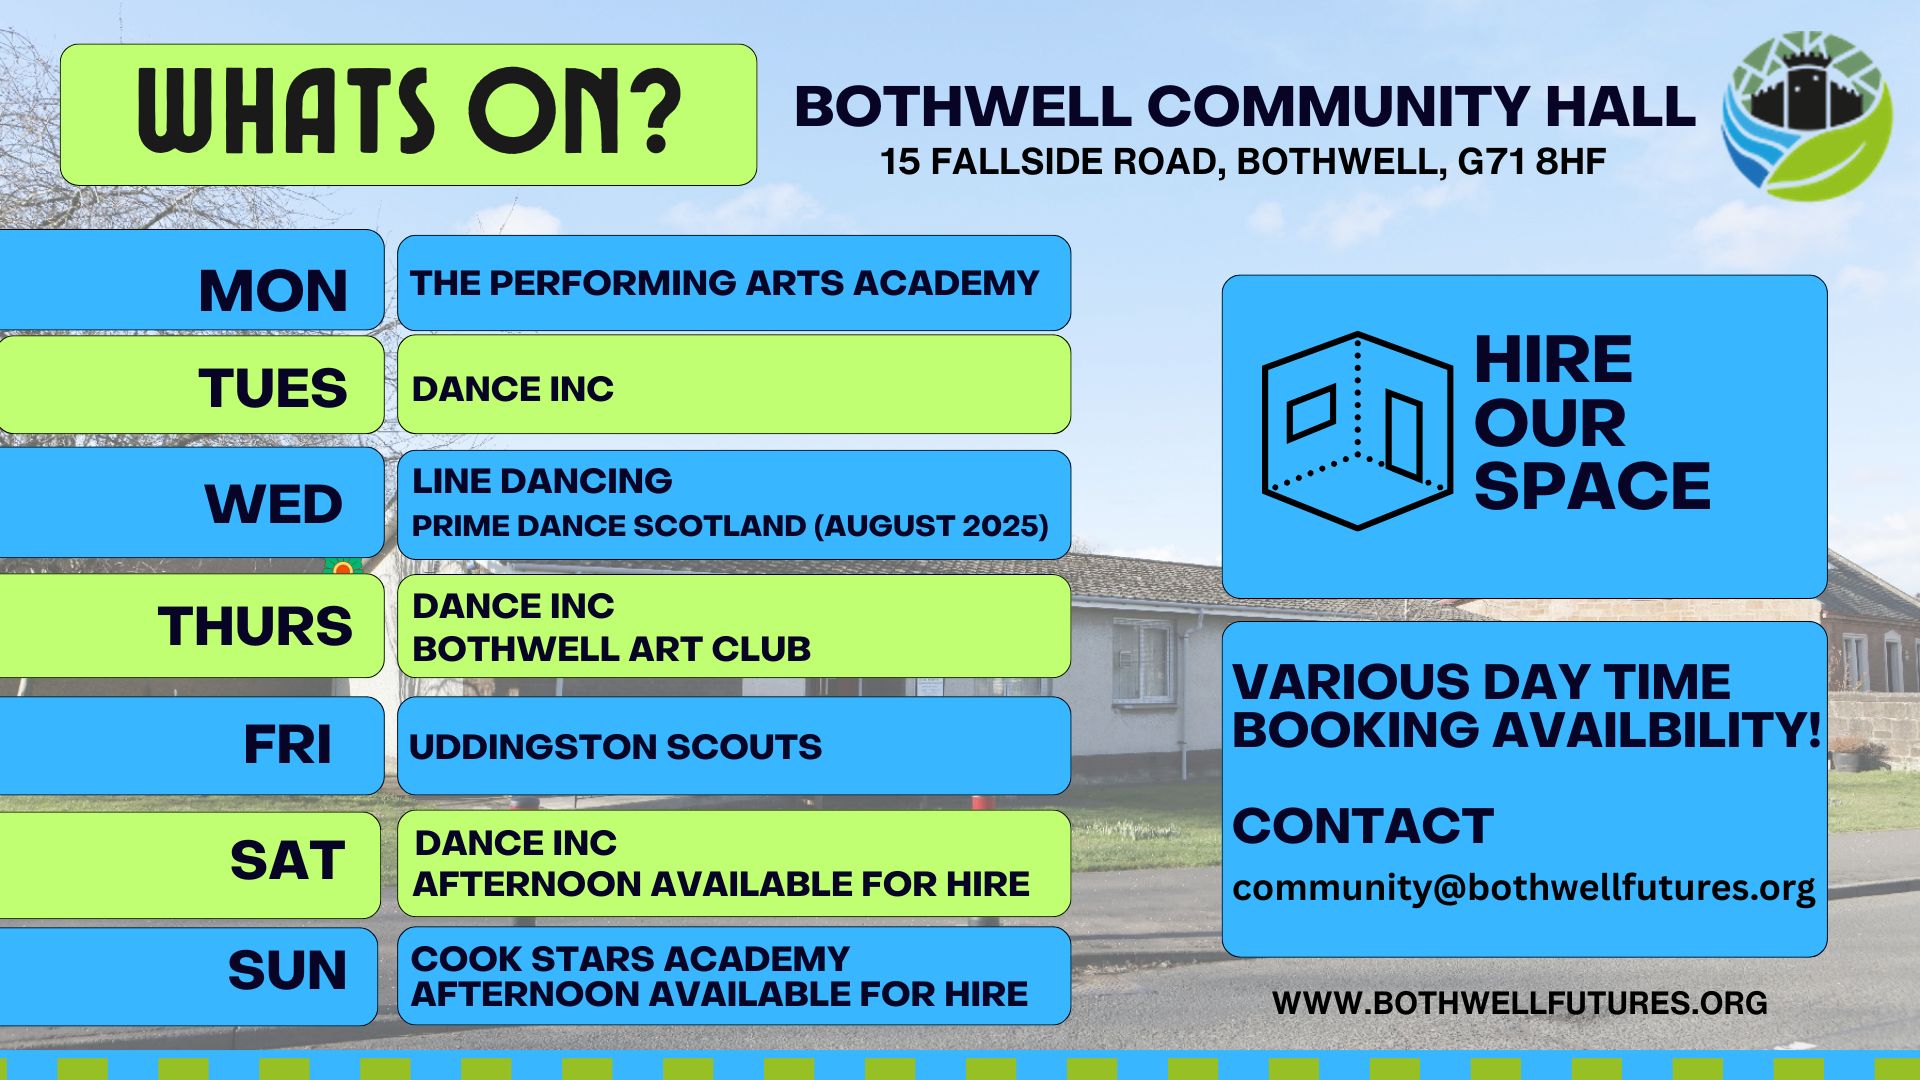 WHATS ON?
BOTHWELL COMMUNITY HALL
15 FALLSIDE ROAD, BOTHWELL, G71 8HF
MON
THE PERFORMING ARTS ACADEMY
TUES
DANCE INC
WED
LINE DANCING
PRIME DANCE SCOTLAND (AUGUST 2025)
THURS
DANCE INC
BOTHWELL ART CLUB
FRI
UDDINGSTON SCOUTS
SAT
DANCE INC
AFTERNOON AVAILABLE FOR HIRE
SUN
COOK STARS ACADEMY
AFTERNOON AVAILABLE FOR HIRE
HIRE
OUR
SPACE
VARIOUS DAY TIME
BOOKING AVAILBILITY!
CONTACT
community@bothwellfutures.org
WWW.BOTHWELLFUTURES.ORG